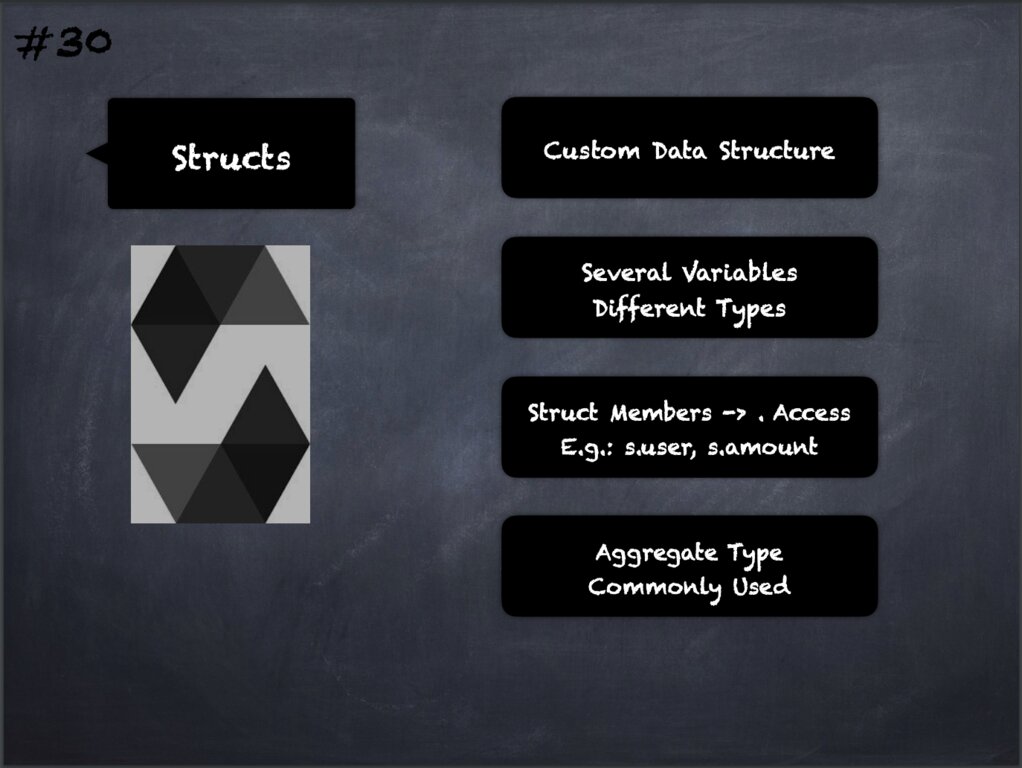 #30
Structs
Custom Data Structure
Several Variables
Different Types
Struct Members -> . Access
E.g.: s.user, s.amount
Aggregate Type
Commonly Used